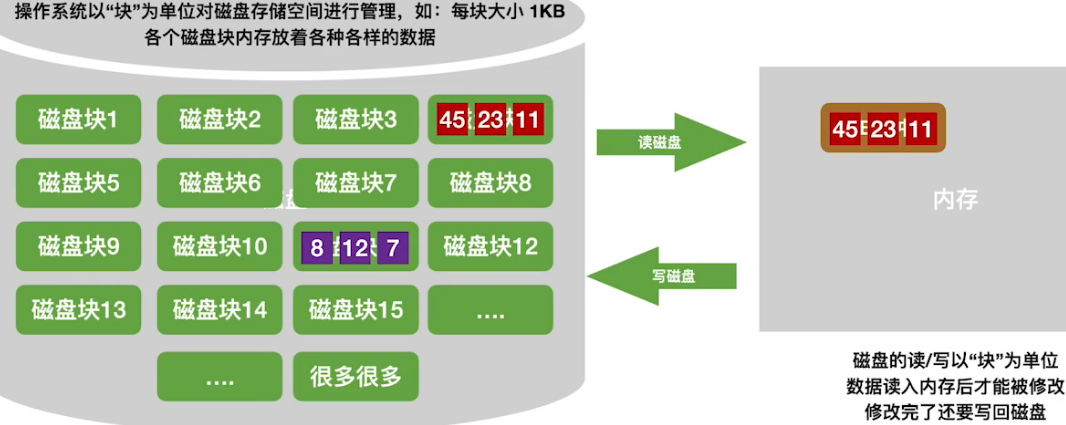 操作系统以“块”为单位对磁盘存储空间进行管理，如：每块大小 1KB
各个磁盘块内存放着各种各样的数据
磁盘块1 磁盘块2 磁盘块3 45 23 11
磁盘块5 磁盘块6 磁盘块7 磁盘块8
磁盘块9 磁盘块10 8 12 7 磁盘块12
磁盘块13 磁盘块14 磁盘块15 ....
.... 很多很多
读磁盘
写磁盘
45 23 11
内存
磁盘的读/写以“块”为单位
数据读入内存后才能被修改
修改完了还要写回磁盘